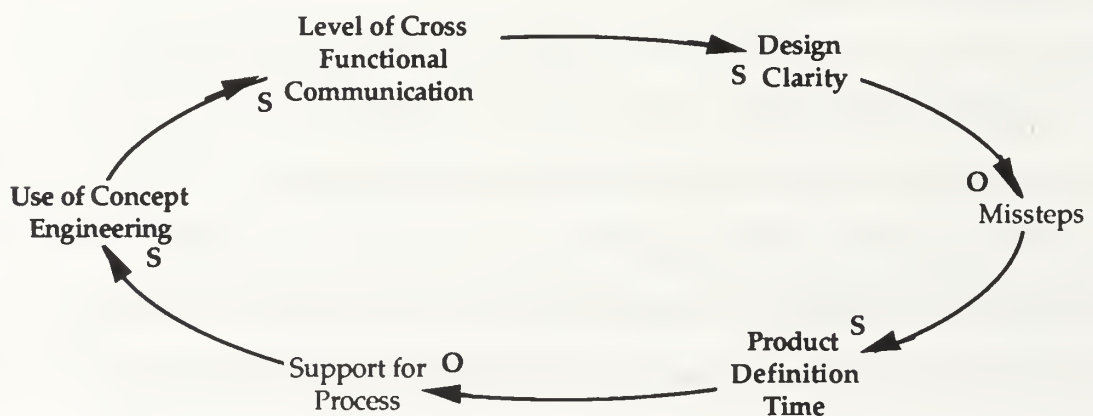 Level of Cross
Functional
Communication
S
Design
Clarity
S
O
Missteps
S
Product
Definition
Time
O
Support for
Process
Use of Concept
Engineering
S